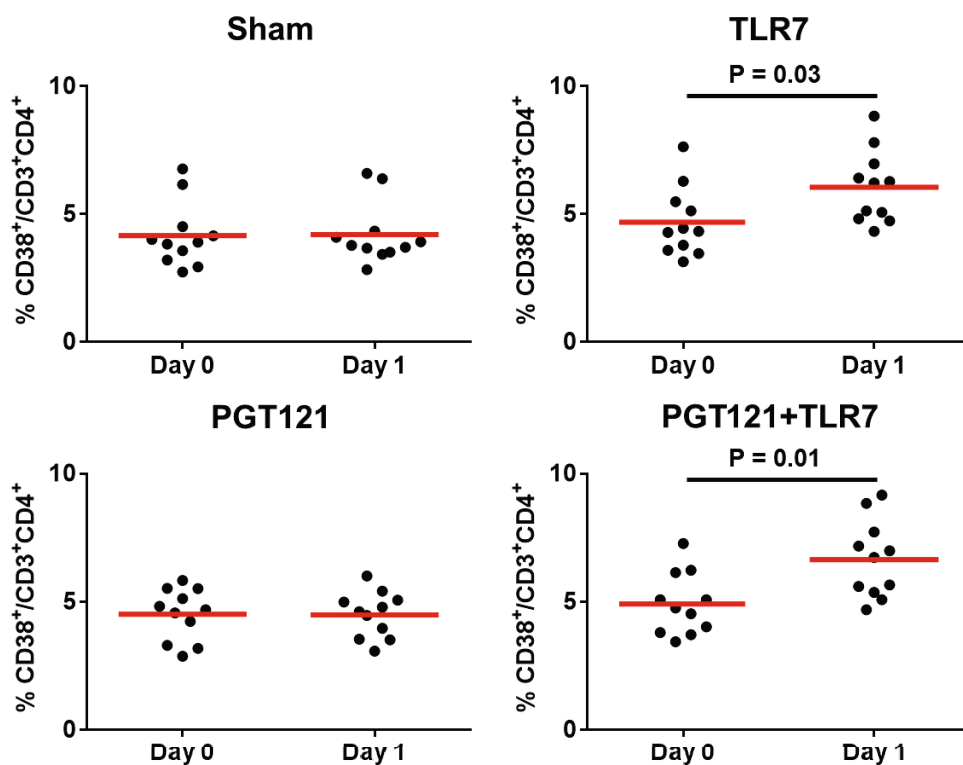 Sham
% CD38⁺/CD3⁺CD4⁺
10
5
0
Day 0 Day 1
TLR7
P = 0.03
% CD38⁺/CD3⁺CD4⁺
10
5
0
Day 0 Day 1
PGT121
% CD38⁺/CD3⁺CD4⁺
10
5
0
Day 0 Day 1
PGT121+TLR7
P = 0.01
% CD38⁺/CD3⁺CD4⁺
10
5
0
Day 0 Day 1